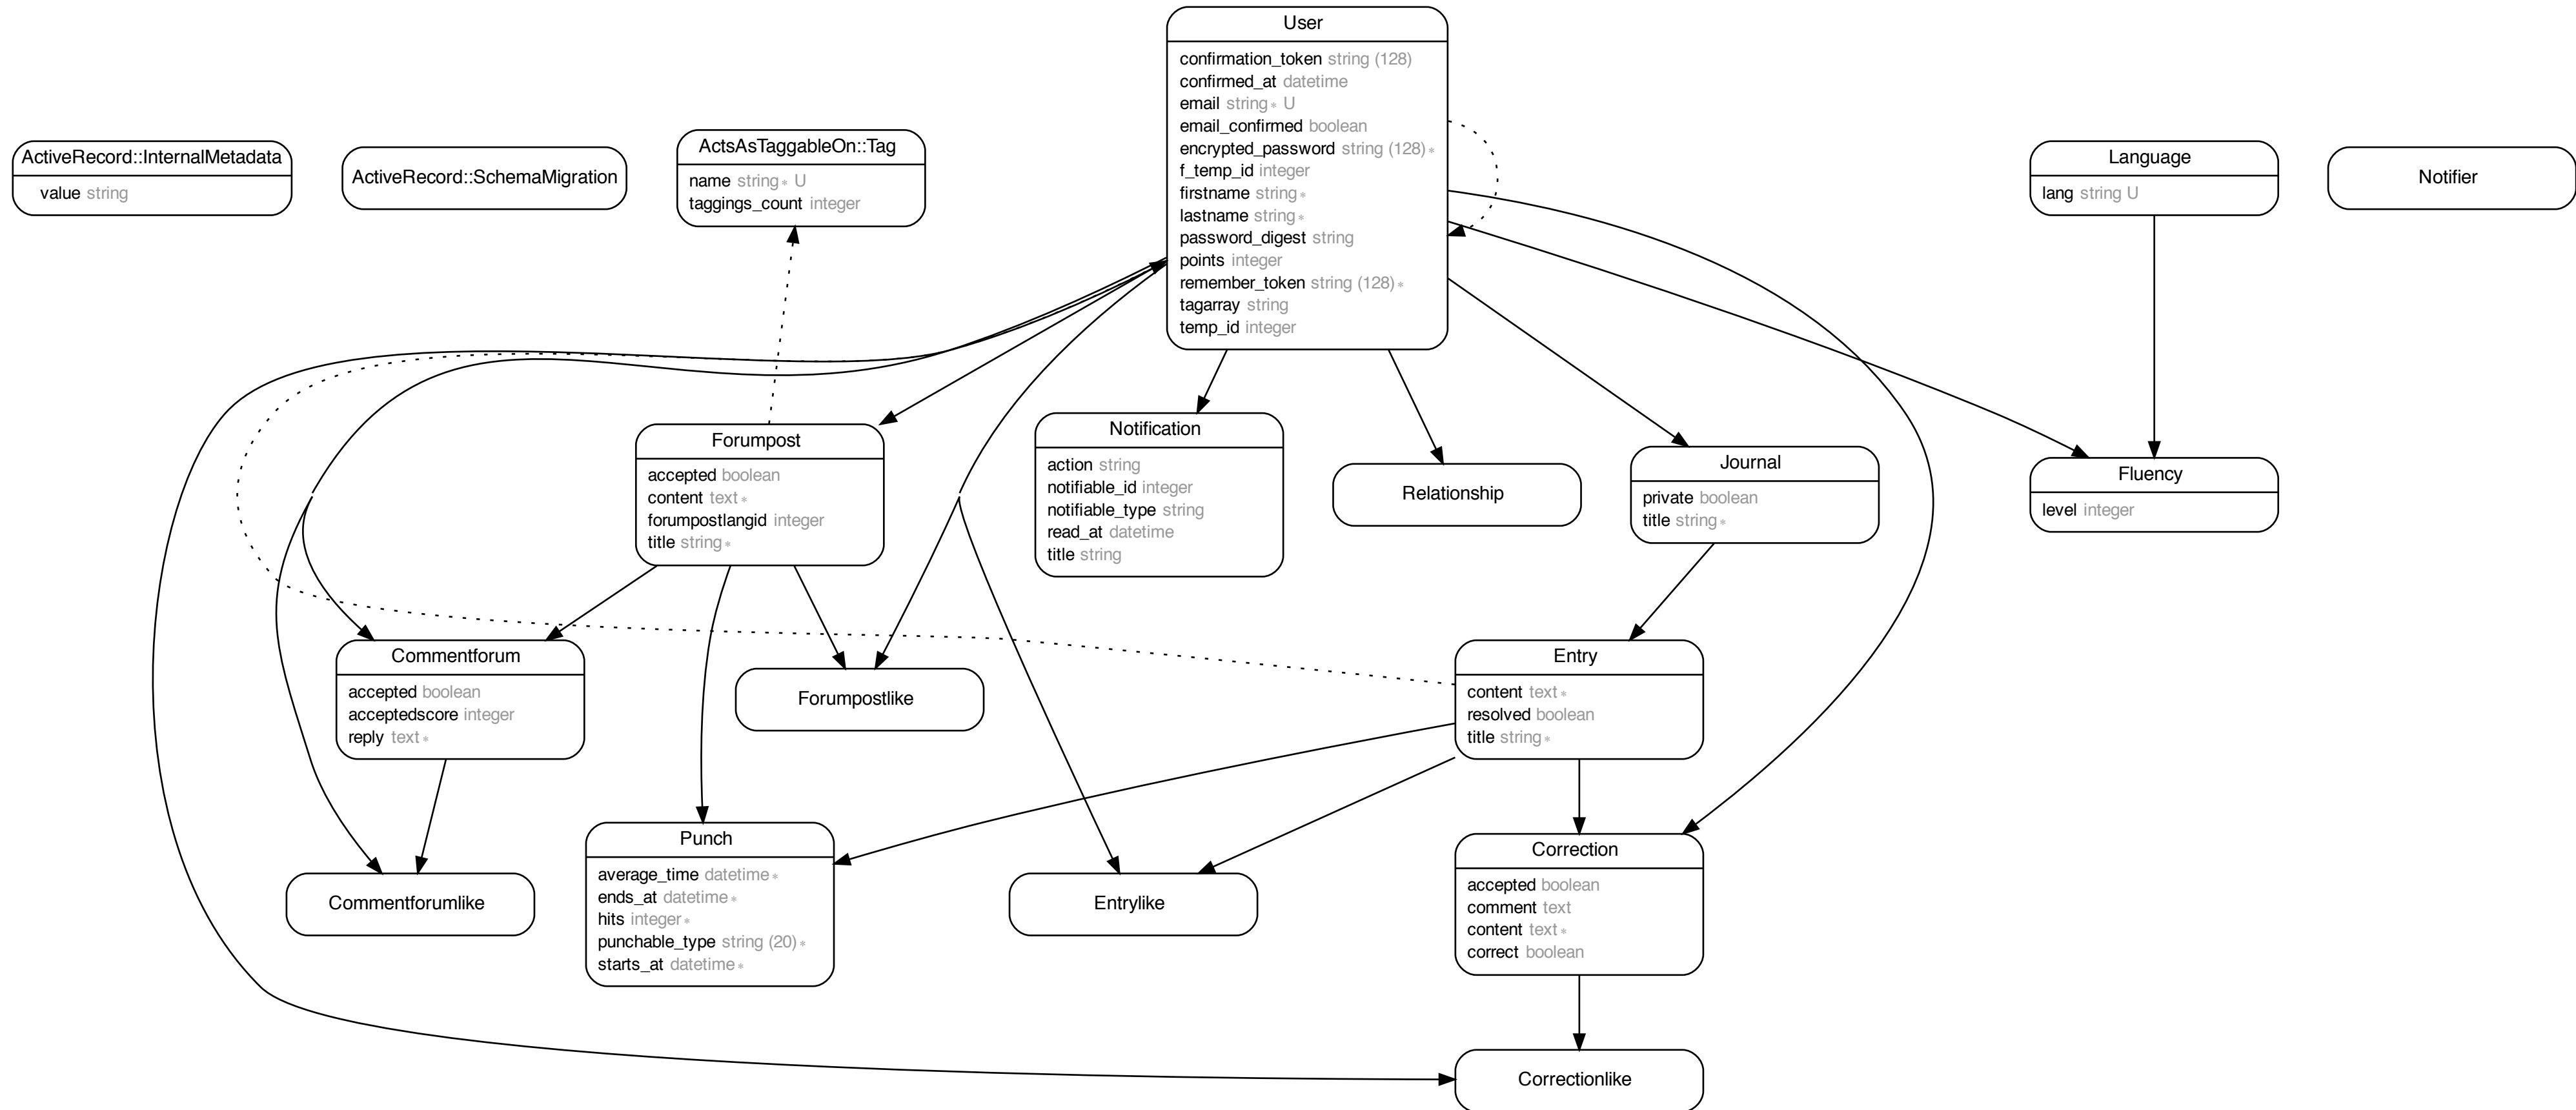 User
confirmation_token string (128)
confirmed_at datetime
email string∗ U
email_confirmed boolean
encrypted_password string (128)∗
f_temp_id integer
firstname string∗
lastname string∗
password_digest string
points integer
remember_token string (128)∗
tagarray string
temp_id integer
ActiveRecord::InternalMetadata
value string
ActiveRecord::SchemaMigration
ActsAsTaggableOn::Tag
name string∗ U
taggings_count integer
Language
lang string U
Notifier
Forumpost
accepted boolean
content text∗
forumpostlangid integer
title string∗
Notification
action string
notifiable_id integer
notifiable_type string
read_at datetime
title string
Relationship
Journal
private boolean
title string∗
Fluency
level integer
Commentforum
accepted boolean
acceptedscore integer
reply text∗
Forumpostlike
Entry
content text∗
resolved boolean
title string∗
Commentforumlike
Punch
average_time datetime∗
ends_at datetime∗
hits integer∗
punchable_type string (20)∗
starts_at datetime∗
Entrylike
Correction
accepted boolean
comment text
content text∗
correct boolean
Correctionlike